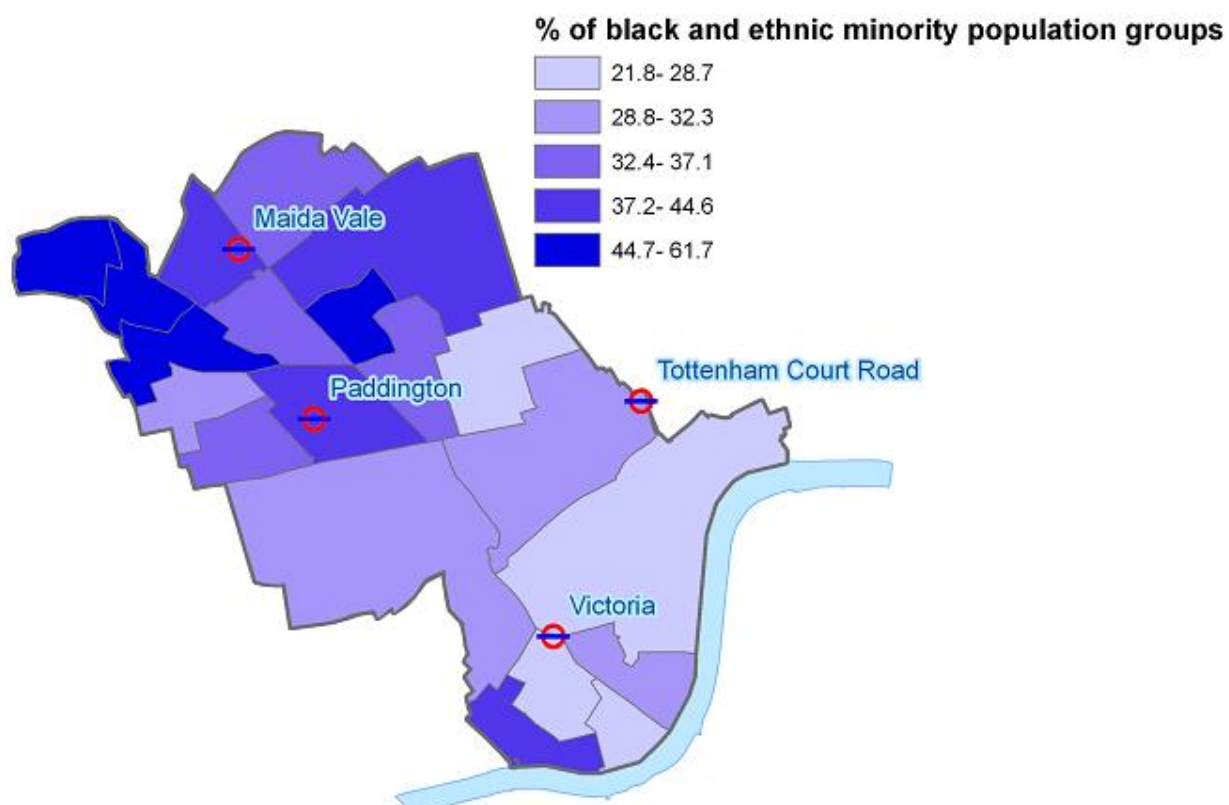 % of black and ethnic minority population groups
21.8- 28.7
28.8- 32.3
32.4- 37.1
37.2- 44.6
44.7- 61.7
Maida Vale
Tottenham Court Road
Paddington
Victoria